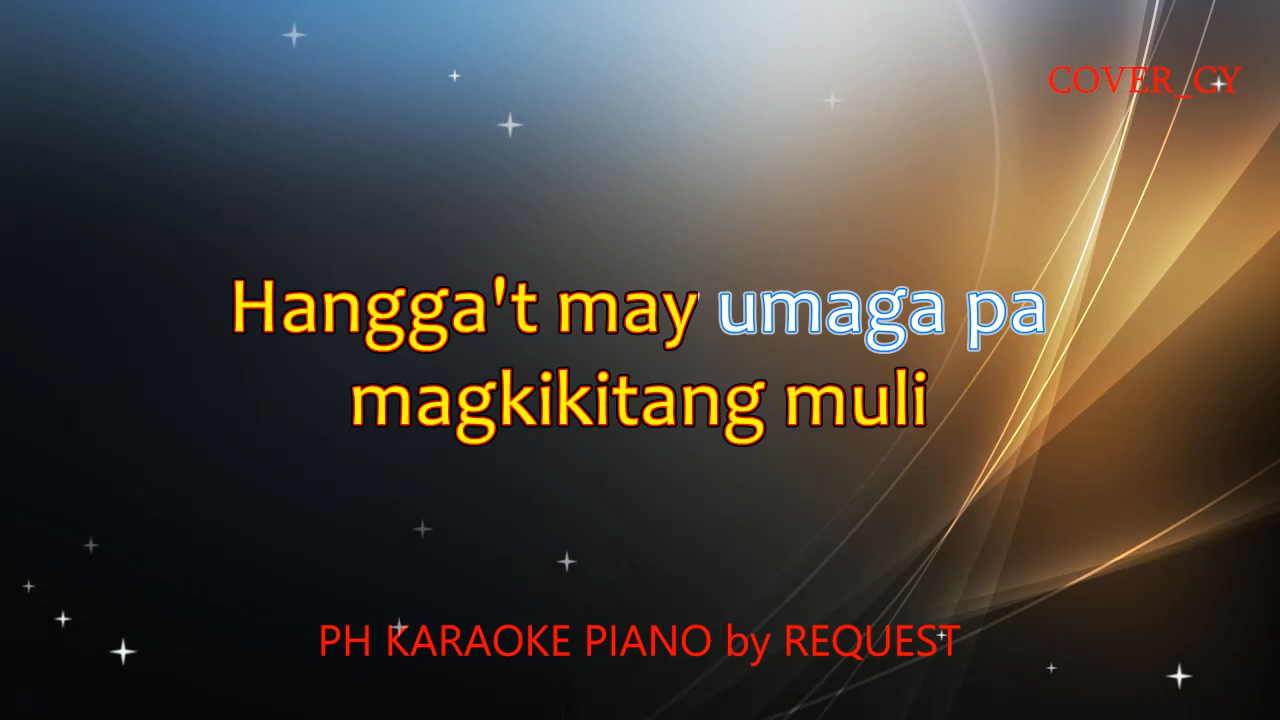 COVER_CY
Hangga't may umaga pa
magkikitang muli
PH KARAOKE PIANO by REQUEST